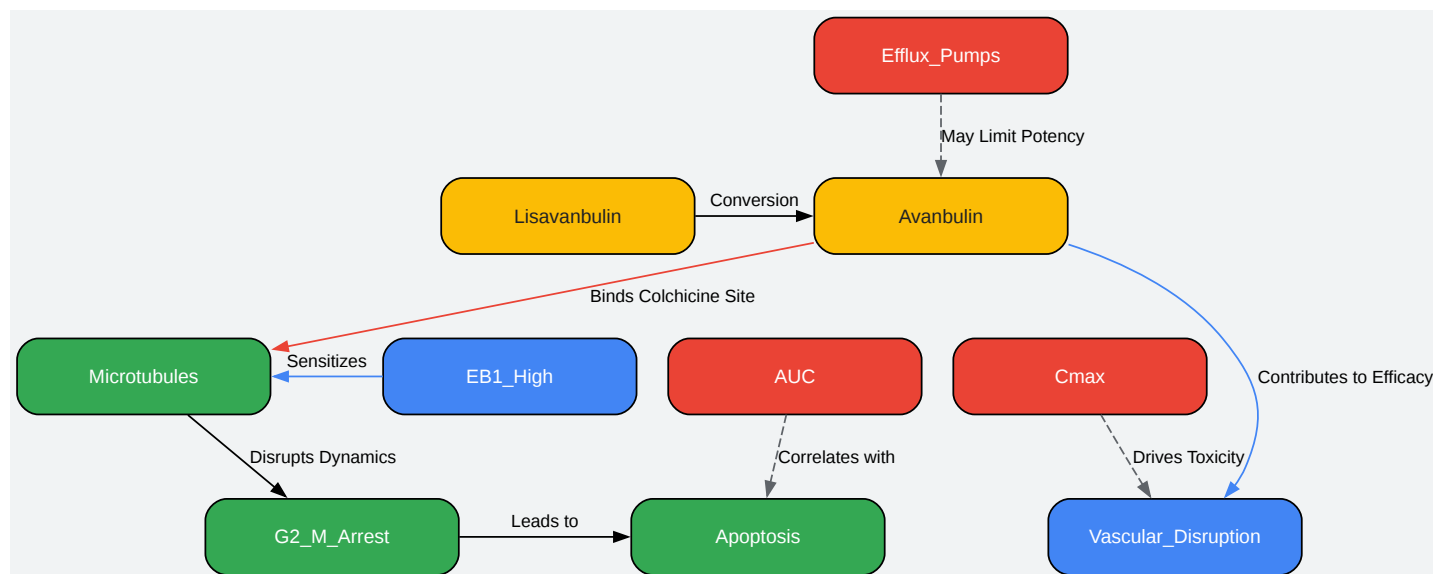 Efflux_Pumps
May Limit Potency
Lisavanbulin
Conversion
Avanbulin
Binds Colchicine Site
Microtubules
Sensitizes
EB1_High
AUC
Cmax
Contributes to Efficacy
Disrupts Dynamics
Correlates with
Drives Toxicity
G2_M_Arrest
Leads to
Apoptosis
Vascular_Disruption